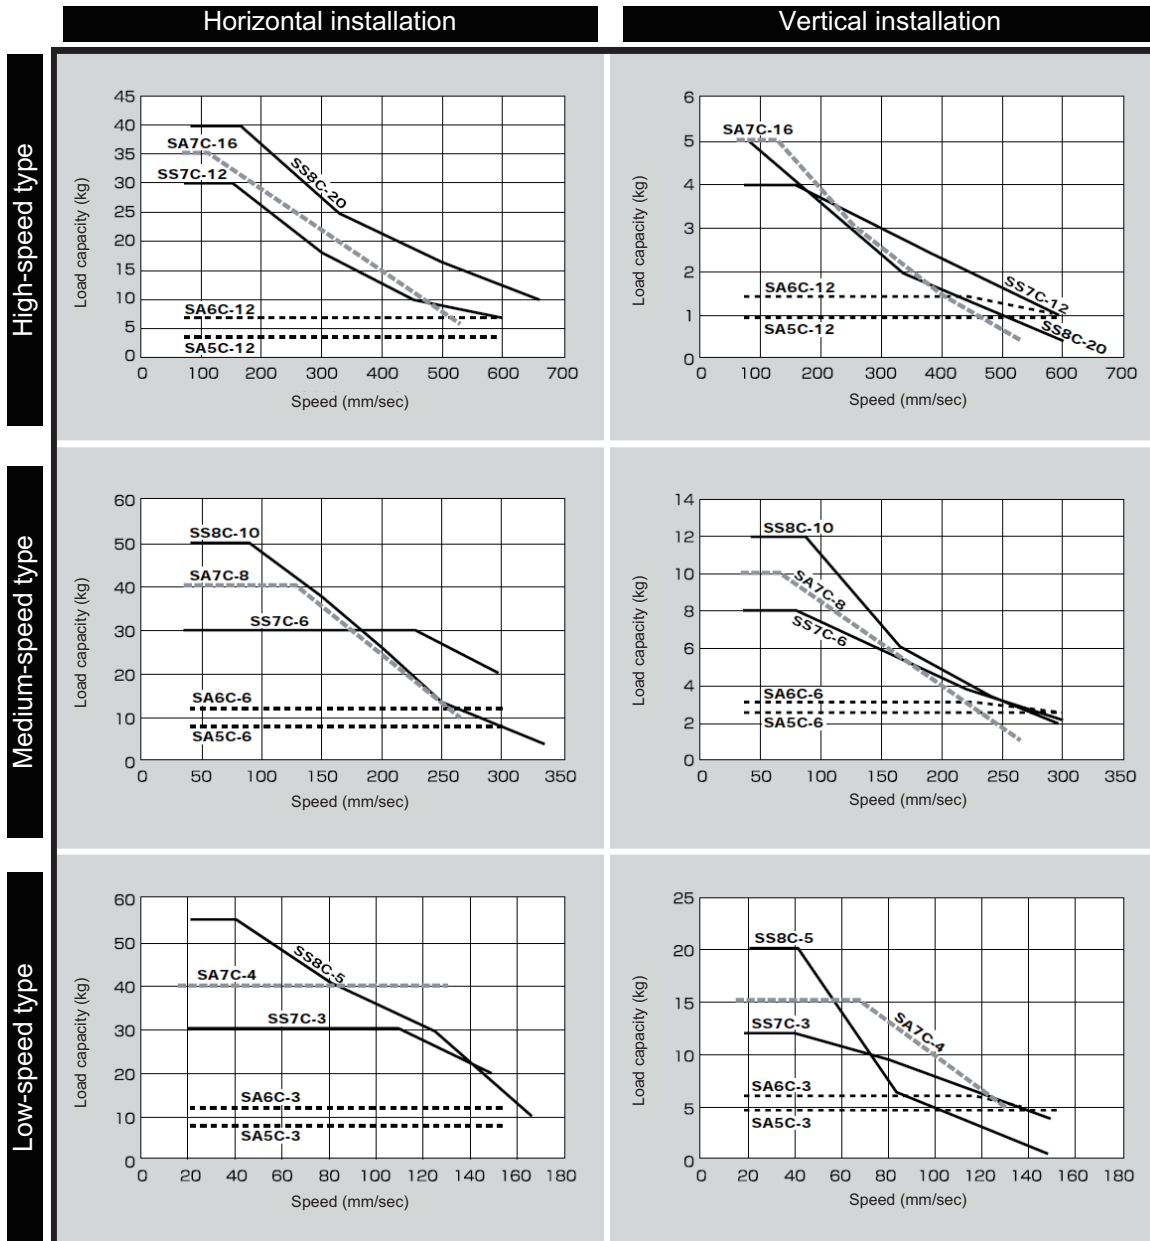 Horizontal installation
Vertical installation
High-speed type
45
40
35
30
25
20
15
10
5
0
Load capacity (kg)
SA7C-16
SS7C-12
SS8C-20
SA6C-12
SA5C-12
0 100 200 300 400 500 600 700
Speed (mm/sec)
6
5
4
3
2
1
0
Load capacity (kg)
SA7C-16
SA6C-12
SA5C-12
SS7C-12
SS8C-20
0 100 200 300 400 500 600 700
Speed (mm/sec)
Medium-speed type
60
50
40
30
20
10
0
Load capacity (kg)
SS8C-10
SA7C-8
SS7C-6
SA6C-6
SA5C-6
0 50 100 150 200 250 300 350
Speed (mm/sec)
14
12
10
8
6
4
2
0
Load capacity (kg)
SS8C-10
SA7C-8
SS7C-6
SA6C-6
SA5C-6
0 50 100 150 200 250 300 350
Speed (mm/sec)
Low-speed type
60
50
40
30
20
10
0
Load capacity (kg)
SS8C-5
SA7C-4
SS7C-3
SA6C-3
SA5C-3
0 20 40 60 80 100 120 140 160 180
Speed (mm/sec)
25
20
15
10
5
0
Load capacity (kg)
SS8C-5
SS7C-3
SA7C-4
SA6C-3
SA5C-3
0 20 40 60 80 100 120 140 160 180
Speed (mm/sec)